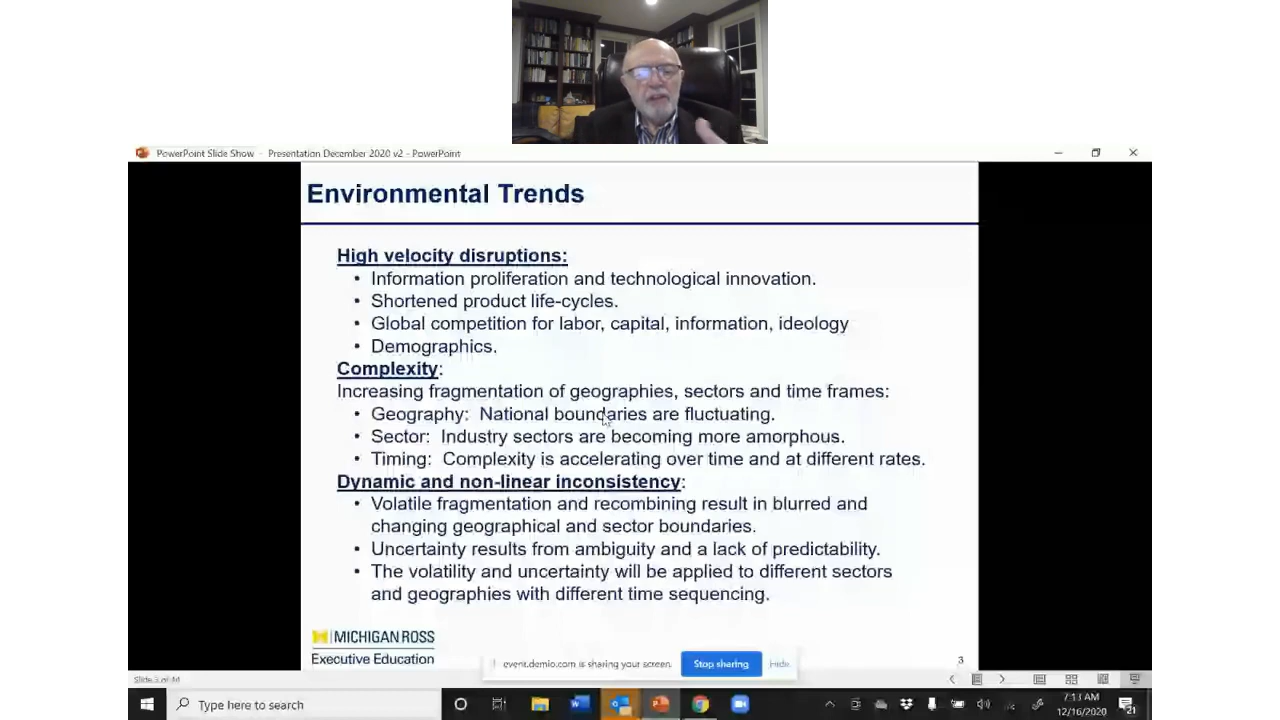 PowerPoint Slide Show - Presentation December 2020 v2 - PowerPoint
Environmental Trends
High velocity disruptions:
• Information proliferation and technological innovation.
• Shortened product life-cycles.
• Global competition for labor, capital, information, ideology
• Demographics.
Complexity:
Increasing fragmentation of geographies, sectors and time frames:
• Geography: National boundaries are fluctuating.
• Sector: Industry sectors are becoming more amorphous.
• Timing: Complexity is accelerating over time and at different rates.
Dynamic and non-linear inconsistency:
• Volatile fragmentation and recombining result in blurred and
changing geographical and sector boundaries.
• Uncertainty results from ambiguity and a lack of predictability.
• The volatility and uncertainty will be applied to different sectors
and geographies with different time sequencing.
M MICHIGAN ROSS
Executive Education
event.demio.com is sharing your screen.
Stop sharing
Hide
3
Slide 3 of
Type here to search
7:13 AM
12/16/2020
21